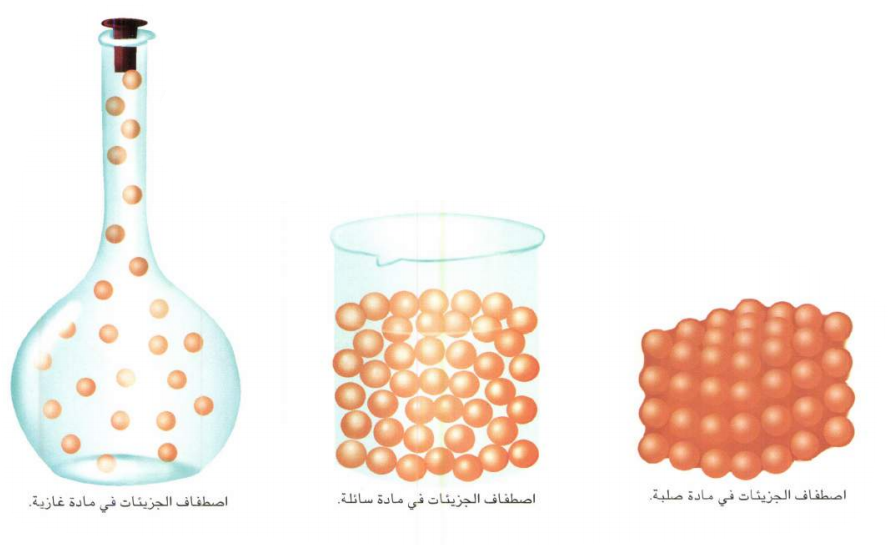 اصطفاف الجزيئات في مادة صلبة.
اصطفاف الجزيئات في مادة سائلة.
اصطفاف الجزيئات في مادة غازية.